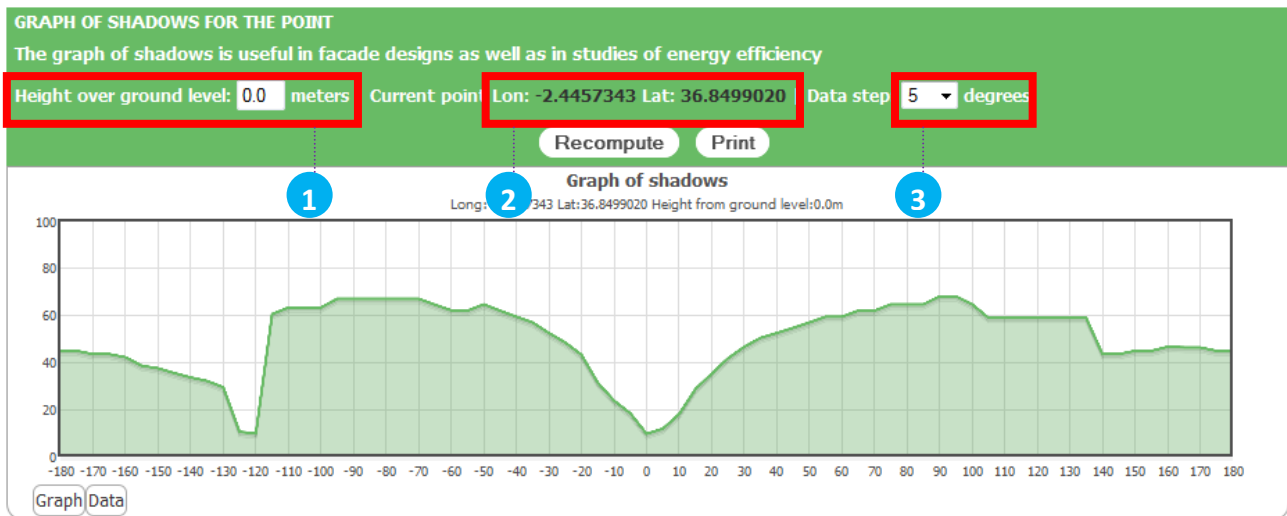 GRAPH OF SHADOWS FOR THE POINT
The graph of shadows is useful in facade designs as well as in studies of energy efficiency
Height over ground level: 0.0 meters Current point Lon: -2.4457343 Lat: 36.8499020 | Data step 5 degrees
Recompute Print
1 2 3
Graph of shadows
Long: 343 Lat:36.8499020 Height from ground level:0.0m
100
80
60
40
20
0
-180 -170 -160 -150 -140 -130 -120 -110 -100 -90 -80 -70 -60 -50 -40 -30 -20 -10 0 10 20 30 40 50 60 70 80 90 100 110 120 130 140 150 160 170 180
Graph Data